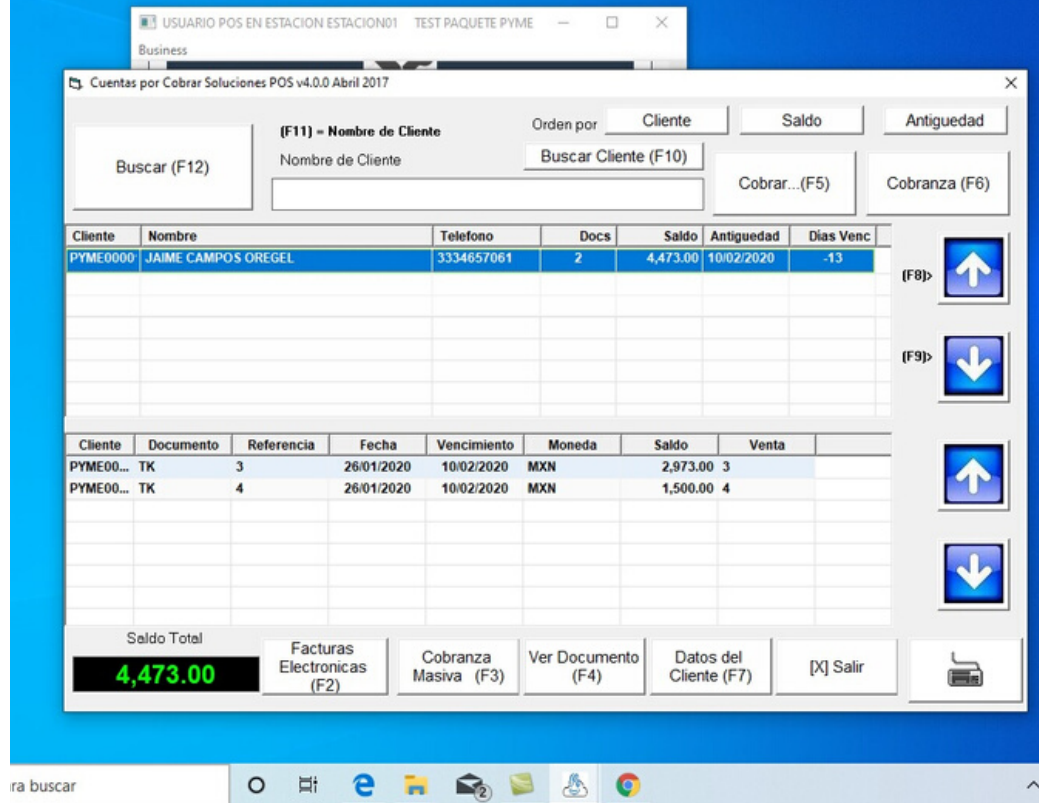 USUARIO POS EN ESTACION ESTACION01 TEST PAQUETE PYME
Business
Cuentas por Cobrar Soluciones POS v4.0.0 Abril 2017
Buscar (F12)
(F11) = Nombre de Cliente
Nombre de Cliente
Orden por Cliente Saldo Antiguedad
Buscar Cliente (F10)
Cobrar...(F5) Cobranza (F6)
Cliente Nombre Telefono Docs Saldo Antiguedad Dias Venc
PYME0000 JAIME CAMPOS OREGEL 3334657061 2 4,473.00 10/02/2020 -13
(F8)>
(F9)>
Cliente Documento Referencia Fecha Vencimiento Moneda Saldo Venta
PYME00... TK 3 26/01/2020 10/02/2020 MXN 2,973.00 3
PYME00... TK 4 26/01/2020 10/02/2020 MXN 1,500.00 4
Saldo Total
4,473.00
Facturas
Electronicas
(F2)
Cobranza
Masiva (F3)
Ver Documento
(F4)
Datos del
Cliente (F7)
[X] Salir
ra buscar
2